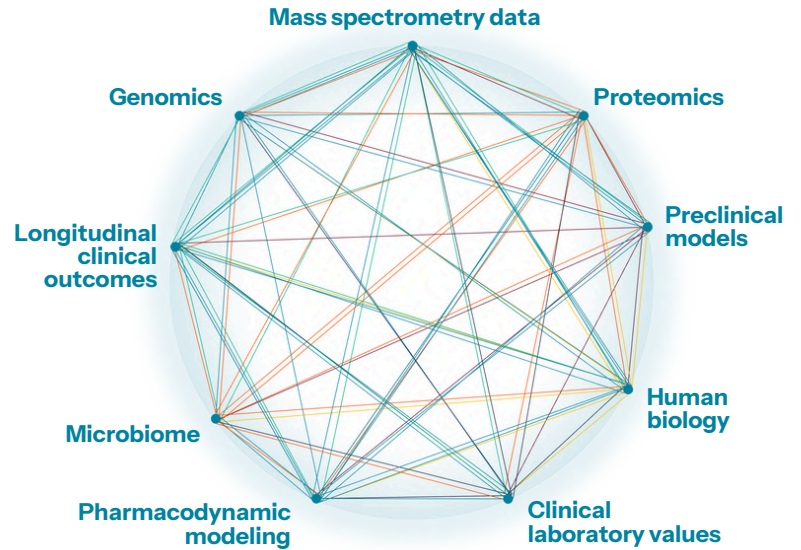 Mass spectrometry data
Genomics
Proteomics
Preclinical
models
Longitudinal
clinical
outcomes
Human
biology
Microbiome
Pharmacodynamic
modeling
Clinical
laboratory values